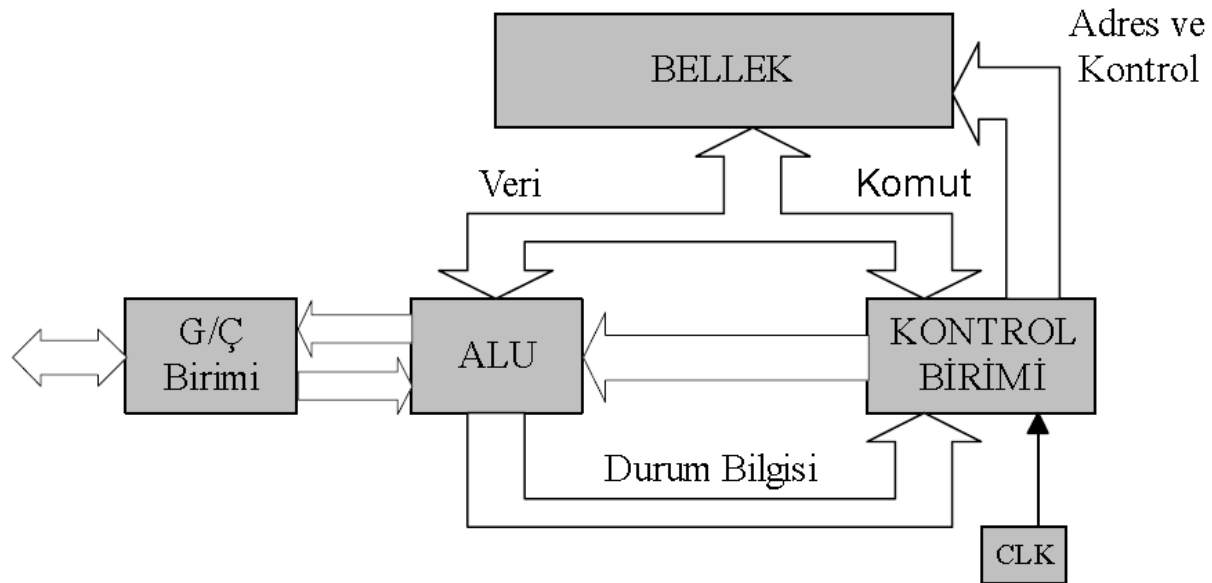 Adres ve
Kontrol
BELLEK
Veri
Komut
G/Ç
Birimi
ALU
KONTROL
BİRİMİ
Durum Bilgisi
CLK